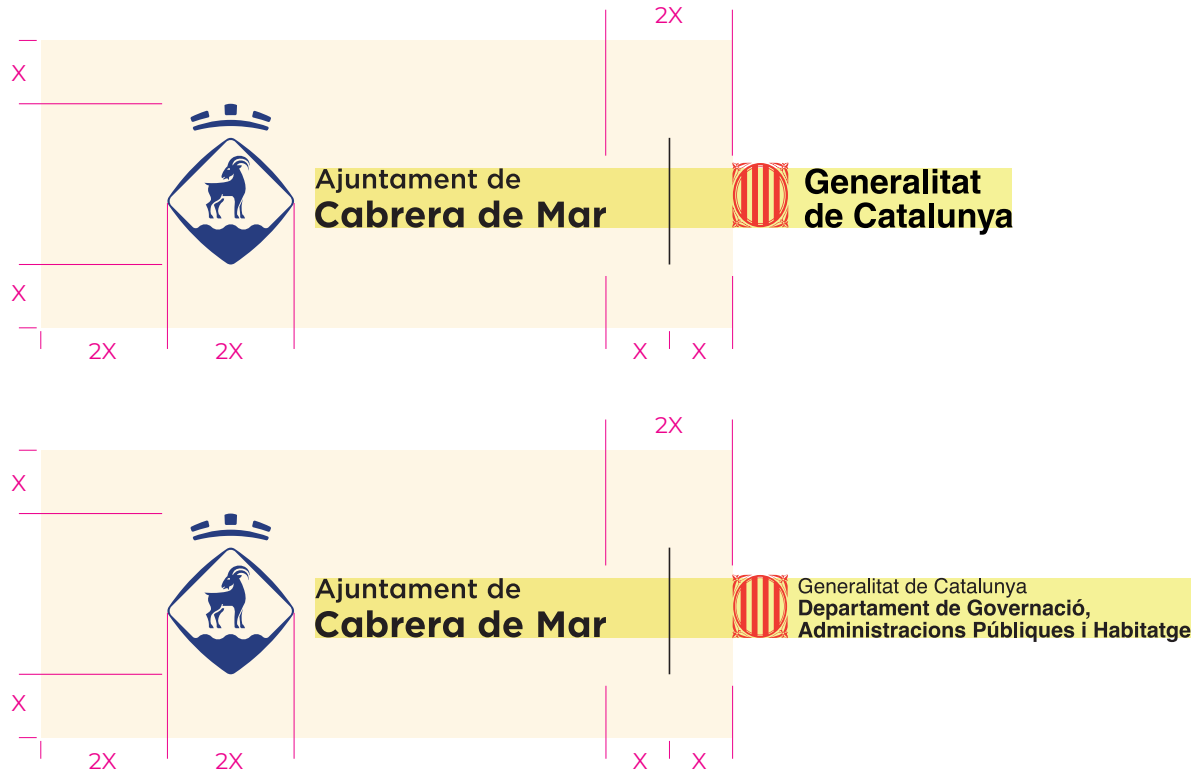 2X
X
Ajuntament de
Cabrera de Mar
Generalitat
de Catalunya
X
2X
2X
X
X
2X
X
Ajuntament de
Cabrera de Mar
Generalitat de Catalunya
Departament de Governació,
Administracions Públiques i Habitatge
X
2X
2X
X
X